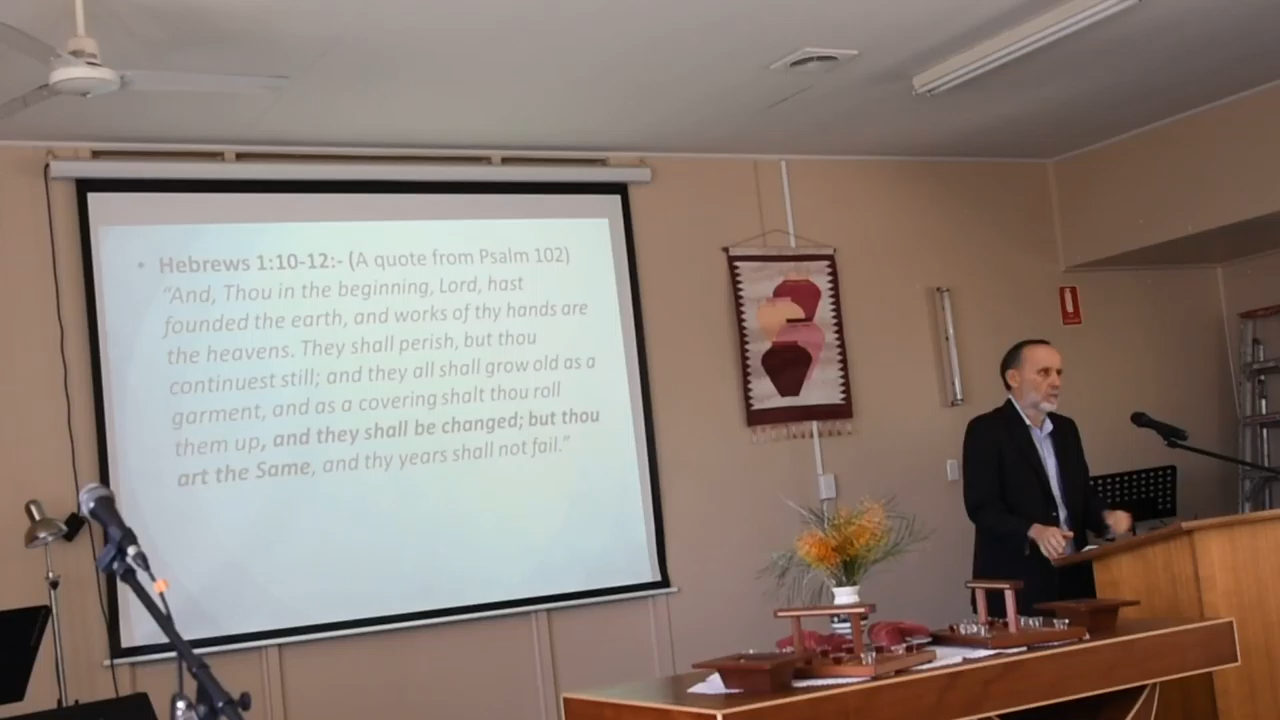 • Hebrews 1:10-12:- (A quote from Psalm 102)
“And, Thou in the beginning, Lord, hast
founded the earth, and works of thy hands are
the heavens. They shall perish, but thou
continuest still; and they all shall grow old as a
garment, and as a covering shalt thou roll
them up, and they shall be changed; but thou
art the Same, and thy years shall not fail.”